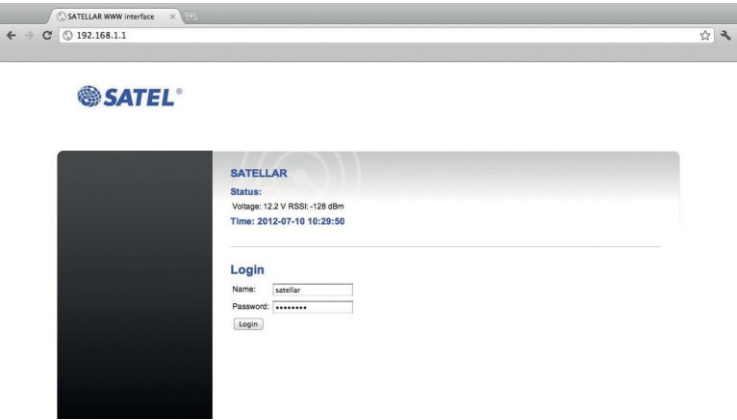 SATELLAR WWW interface
192.168.1.1
SATEL®
SATELLAR
Status:
Voltage: 12.2 V RSSI: -128 dBm
Time: 2012-07-10 10:29:50
Login
Name: satellar
Password: ••••••••
Login